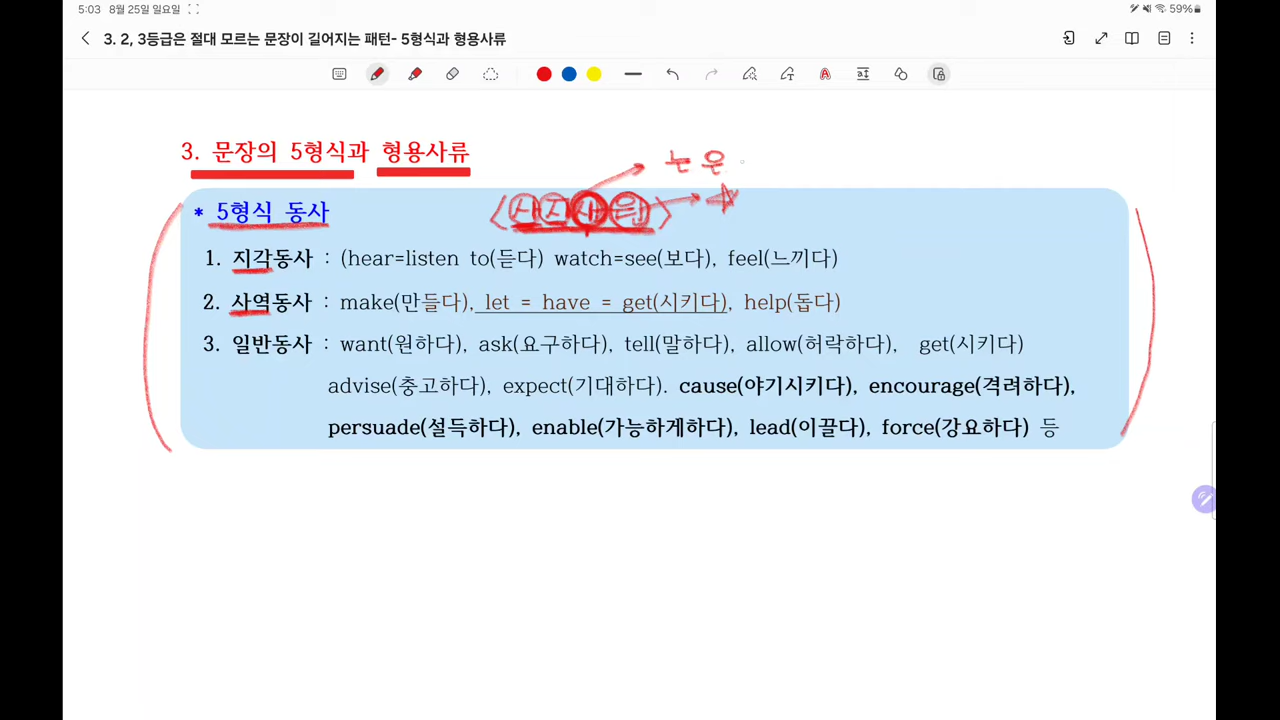 5:03 8월 25일 일요일 59%
3. 2, 3등급은 절대 모르는 문장이 길어지는 패턴- 5형식과 형용사류
3. 문장의 5형식과 형용사류
는 은
* 5형식 동사
1. 지각동사 : (hear=listen to(듣다) watch=see(보다), feel(느끼다)
2. 사역동사 : make(만들다), let = have = get(시키다), help(돕다)
3. 일반동사 : want(원하다), ask(요구하다), tell(말하다), allow(허락하다), get(시키다)
advise(충고하다), expect(기대하다). cause(야기시키다), encourage(격려하다),
persuade(설득하다), enable(가능하게하다), lead(이끌다), force(강요하다) 등